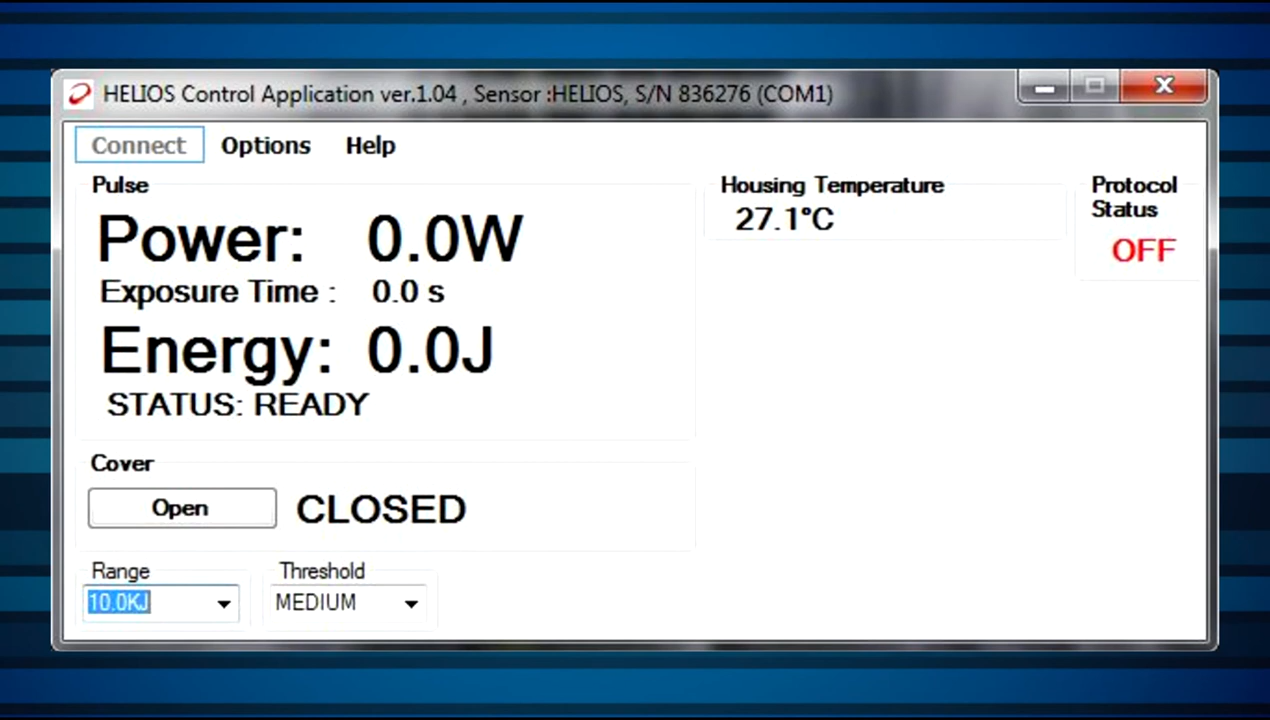 HELIOS Control Application ver.1.04 , Sensor :HELIOS, S/N 836276 (COM1)
Connect Options Help
Pulse
Power: 0.0W
Exposure Time : 0.0 s
Energy: 0.0J
STATUS: READY
Housing Temperature
27.1°C
Protocol
Status
OFF
Cover
Open CLOSED
Range Threshold
10.0KJ MEDIUM